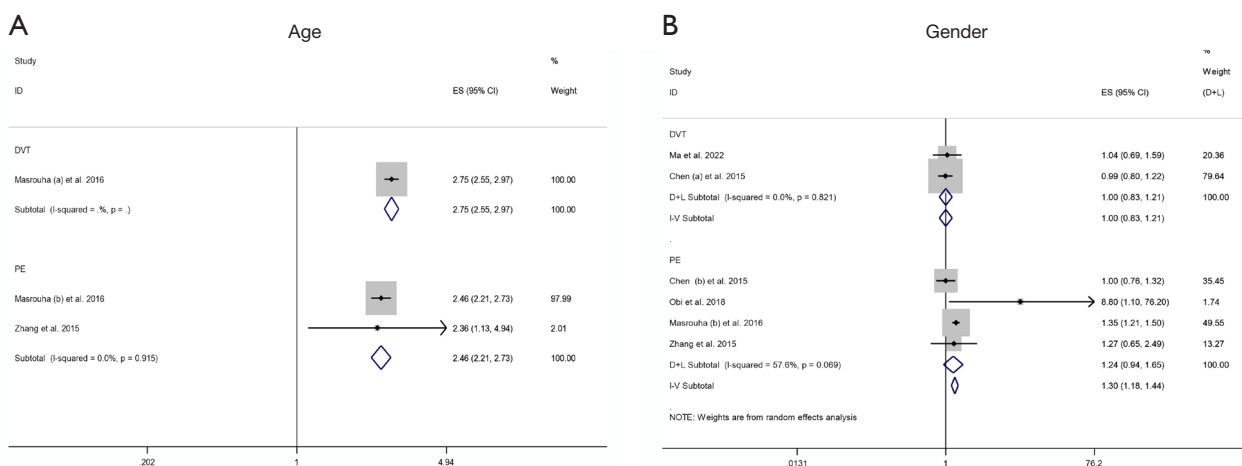 A
Age
Study %
ID ES (95% CI) Weight
DVT
Masrouha (a) et al. 2016 2.75 (2.55, 2.97) 100.00
Subtotal (I-squared = .%, p = .) 2.75 (2.55, 2.97) 100.00
PE
Masrouha (b) et al. 2016 2.46 (2.21, 2.73) 97.99
Zhang et al. 2015 2.36 (1.13, 4.94) 2.01
Subtotal (I-squared = 0.0%, p = 0.915) 2.46 (2.21, 2.73) 100.00
.202 1 4.94
B
Gender
%
Study Weight
ID ES (95% CI) (D+L)
DVT
Ma et al. 2022 1.04 (0.69, 1.59) 20.36
Chen (a) et al. 2015 0.99 (0.80, 1.22) 79.64
D+L Subtotal (I-squared = 0.0%, p = 0.821) 1.00 (0.83, 1.21) 100.00
I-V Subtotal 1.00 (0.83, 1.21)
.
PE
Chen (b) et al. 2015 1.00 (0.76, 1.32) 35.45
Obi et al. 2018 8.80 (1.10, 76.20) 1.74
Masrouha (b) et al. 2016 1.35 (1.21, 1.50) 49.55
Zhang et al. 2015 1.27 (0.65, 2.49) 13.27
D+L Subtotal (I-squared = 57.6%, p = 0.069) 1.24 (0.94, 1.65) 100.00
I-V Subtotal 1.30 (1.18, 1.44)
.
NOTE: Weights are from random effects analysis
.0131 1 76.2